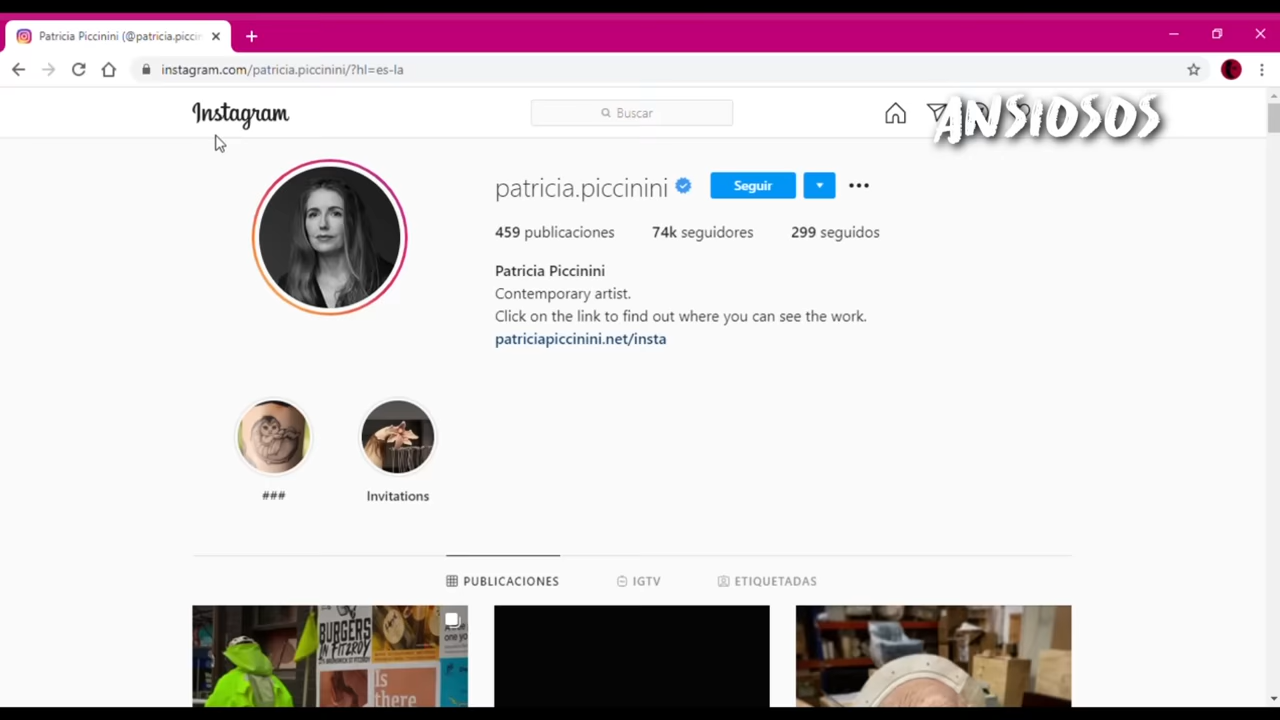 Patricia Piccinini (@patricia.piccin
instagram.com/patricia.piccinini/?hl=es-la
Instagram
Buscar
ANSIOSOS
patricia.piccinini
Seguir
459 publicaciones
74k seguidores
299 seguidos
Patricia Piccinini
Contemporary artist.
Click on the link to find out where you can see the work.
patriciapiccinini.net/insta
###
Invitations
PUBLICACIONES
IGTV
ETIQUETADAS
BURGERS
IN FITZROY
Is
there